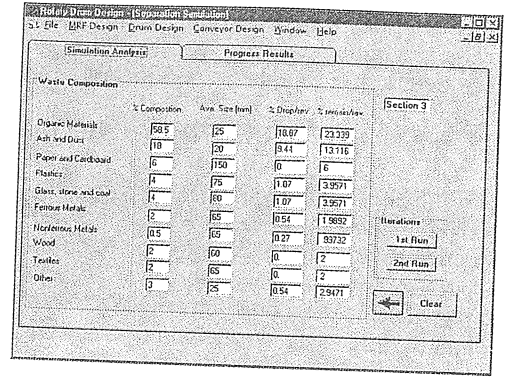 Rotary Drum Design - [Separation Simulation]
File MRF Design Drum Design Conveyor Design Window Help
Simulation Analysis Progress Results
Waste Composition
% Composition Ave. Size (mm) % Drop/rev % remain/rev
Section 3
Organic Materials 58.5 25 18.87 23.339
Ash and Dust 18 20 9.44 13.116
Paper and Cardboard 6 150 0 6
Plastics 4 75 1.07 3.9571
Glass, stone and coal 4 60 1.07 3.9571
Ferrous Metals 2 65 0.54 1.9892
Nonferrous Metals 0.5 65 0.27 .93732
Wood 2 60 0. 2
Textiles 2 65 0. 2
Other 3 25 0.54 2.9471
Iterations
1st Run
2nd Run
Clear